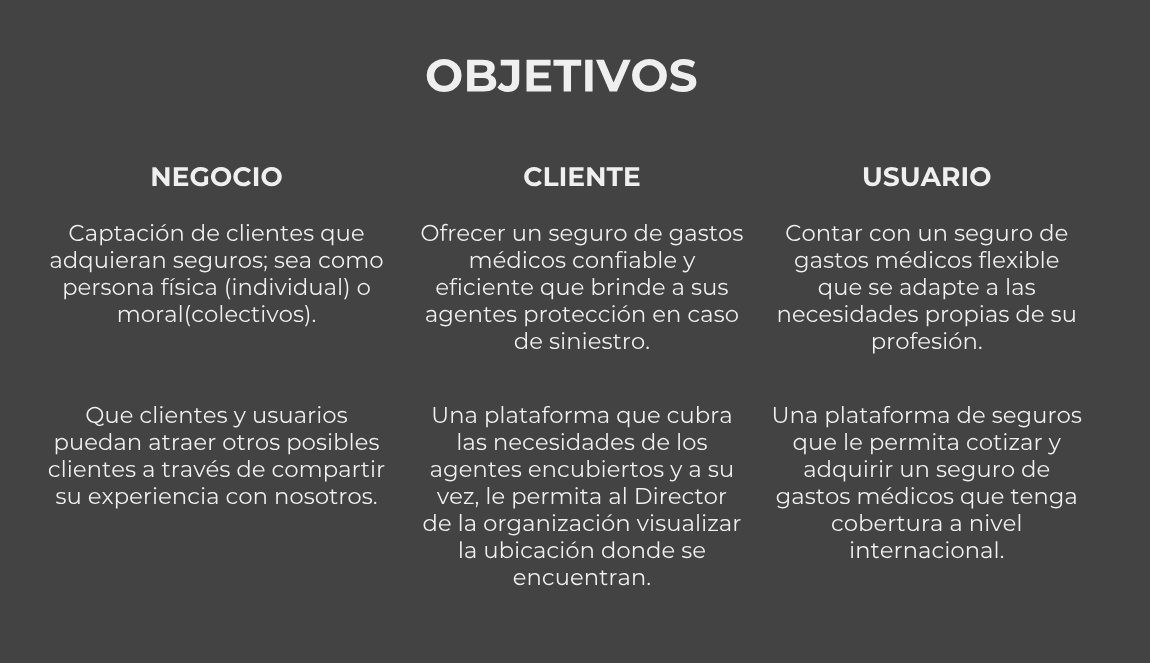 OBJETIVOS
NEGOCIO
Captación de clientes que
adquieran seguros; sea como
persona física (individual) o
moral(colectivos).
Que clientes y usuarios
puedan atraer otros posibles
clientes a través de compartir
su experiencia con nosotros.
CLIENTE
Ofrecer un seguro de gastos
médicos confiable y
eficiente que brinde a sus
agentes protección en caso
de siniestro.
Una plataforma que cubra
las necesidades de los
agentes encubiertos y a su
vez, le permita al Director
de la organización visualizar
la ubicación donde se
encuentran.
USUARIO
Contar con un seguro de
gastos médicos flexible
que se adapte a las
necesidades propias de su
profesión.
Una plataforma de seguros
que le permita cotizar y
adquirir un seguro de
gastos médicos que tenga
cobertura a nivel
internacional.